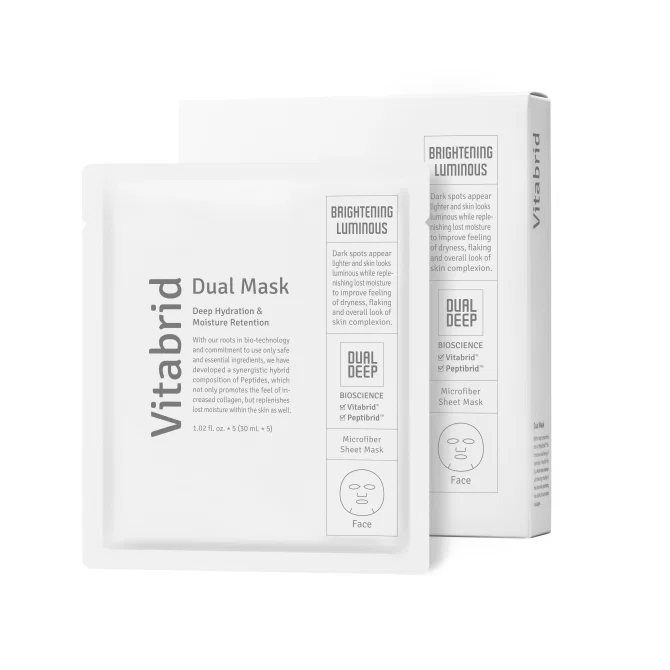 Vitabrid
Dual Mask
Deep Hydration &
Moisture Retention
With our roots in bio-technology
and commitment to use only safe
and essential ingredients, we have
developed a synergistic hybrid
composition of Peptides, which
not only promotes the feel of in-
creased collagen, but replenishes
lost moisture within the skin as well.
1.02 fl. oz. * 5 (30 mL * 5)
BRIGHTENING
LUMINOUS
Dark spots appear
lighter and skin looks
luminous while reple-
nishing lost moisture
to improve feeling
of dryness, flaking
and overall look of
skin complexion.
DUAL
DEEP
BIOSCIENCE
☑ Vitabrid™
☑ Peptibrid™
Microfiber
Sheet Mask
Face
BRIGHTENING
LUMINOUS
Dark spots appear
lighter and skin looks
luminous while reple-
nishing lost moisture
to improve feeling
of dryness, flaking
and overall look of
skin complexion.
DUAL
DEEP
BIOSCIENCE
☑ Vitabrid™
☑ Peptibrid™
Microfiber
Sheet Mask
Face
Vitabrid
Dual Mask